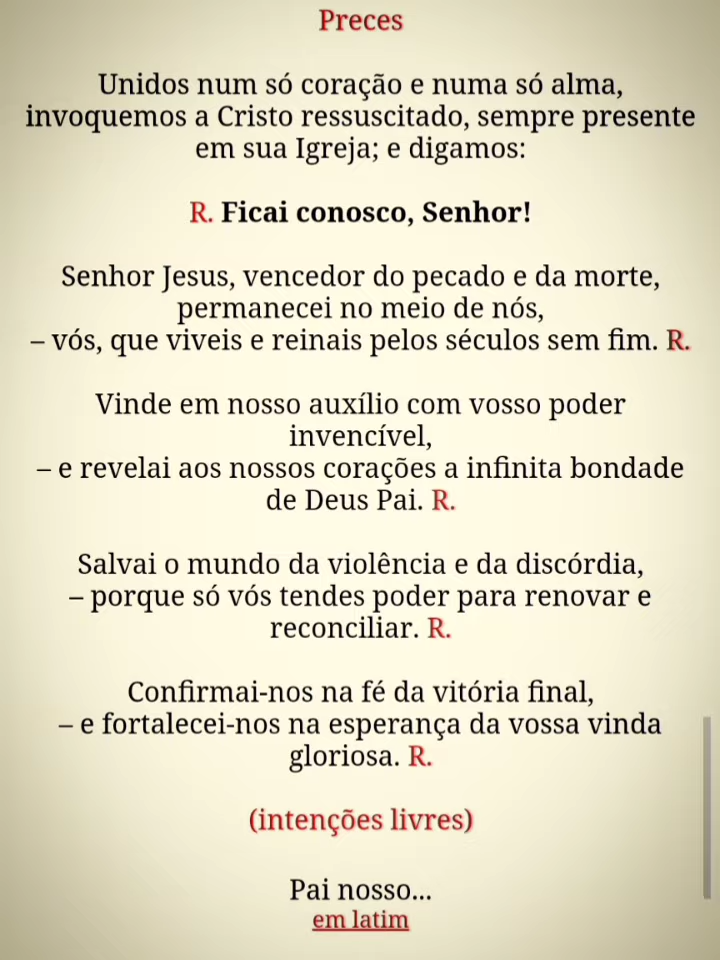 Preces
Unidos num só coração e numa só alma,
invoquemos a Cristo ressuscitado, sempre presente
em sua Igreja; e digamos:
R. Ficai conosco, Senhor!
Senhor Jesus, vencedor do pecado e da morte,
permanecei no meio de nós,
– vós, que viveis e reinais pelos séculos sem fim. R.
Vinde em nosso auxílio com vosso poder
invencível,
– e revelai aos nossos corações a infinita bondade
de Deus Pai. R.
Salvai o mundo da violência e da discórdia,
– porque só vós tendes poder para renovar e
reconciliar. R.
Confirmai-nos na fé da vitória final,
– e fortalecei-nos na esperança da vossa vinda
gloriosa. R.
(intenções livres)
Pai nosso...
em latim